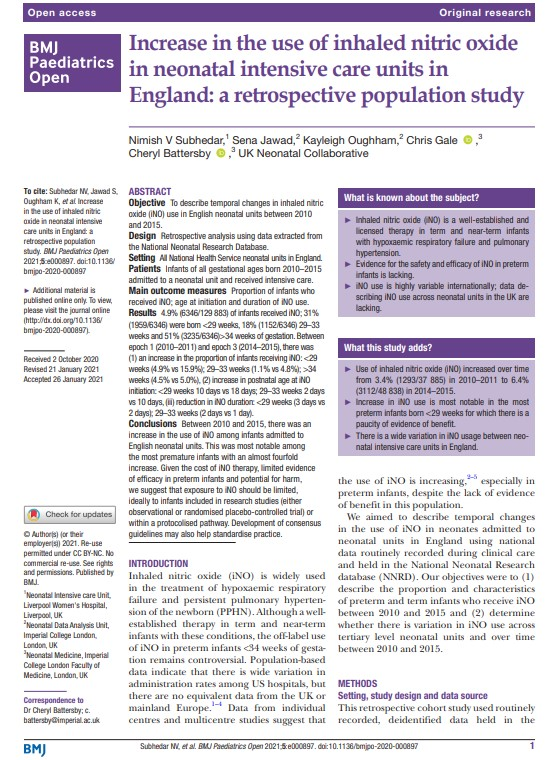 Open access
Original research
BMJ
Paediatrics
Open
Increase in the use of inhaled nitric oxide
in neonatal intensive care units in
England: a retrospective population study
Nimish V Subhedar,1 Sena Jawad,2 Kayleigh Oughham,2 Chris Gale ,3
Cheryl Battersby ,3 UK Neonatal Collaborative
To cite: Subhedar NV, Jawad S,
Oughham K, et al. Increase
in the use of inhaled nitric
oxide in neonatal intensive
care units in England: a
retrospective population
study. BMJ Paediatrics Open
2021;5:e000897. doi:10.1136/
bmjpo-2020-000897
► Additional material is
published online only. To view,
please visit the journal online
(http://dx.doi.org/10.1136/
bmjpo-2020-000897).
Received 2 October 2020
Revised 21 January 2021
Accepted 26 January 2021
Check for updates
© Author(s) (or their
employer(s)) 2021. Re-use
permitted under CC BY-NC. No
commercial re-use. See rights
and permissions. Published by
BMJ.
1Neonatal Intensive care Unit,
Liverpool Women's Hospital,
Liverpool, UK
2Neonatal Data Analysis Unit,
Imperial College London,
London, UK
3Neonatal Medicine, Imperial
College London Faculty of
Medicine, London, UK
Correspondence to
Dr Cheryl Battersby; c.
battersby@imperial.ac.uk
ABSTRACT
Objective To describe temporal changes in inhaled nitric
oxide (iNO) use in English neonatal units between 2010
and 2015.
Design Retrospective analysis using data extracted from
the National Neonatal Research Database.
Setting All National Health Service neonatal units in England.
Patients Infants of all gestational ages born 2010–2015
admitted to a neonatal unit and received intensive care.
Main outcome measures Proportion of infants who
received iNO; age at initiation and duration of iNO use.
Results 4.9% (6346/129 883) of infants received iNO; 31%
(1959/6346) were born <29 weeks, 18% (1152/6346) 29–33
weeks and 51% (3235/6346)>34 weeks of gestation. Between
epoch 1 (2010–2011) and epoch 3 (2014–2015), there was
(1) an increase in the proportion of infants receiving iNO: <29
weeks (4.9% vs 15.9%); 29–33 weeks (1.1% vs 4.8%); >34
weeks (4.5% vs 5.0%), (2) increase in postnatal age at iNO
initiation: <29 weeks 10 days vs 18 days; 29–33 weeks 2 days
vs 10 days, (iii) reduction in iNO duration: <29 weeks (3 days vs
2 days); 29–33 weeks (2 days vs 1 day).
Conclusions Between 2010 and 2015, there was an
increase in the use of iNO among infants admitted to
English neonatal units. This was most notable among
the most premature infants with an almost fourfold
increase. Given the cost of iNO therapy, limited evidence
of efficacy in preterm infants and potential for harm,
we suggest that exposure to iNO should be limited,
ideally to infants included in research studies (either
observational or randomised placebo-controlled trial) or
within a protocolised pathway. Development of consensus
guidelines may also help standardise practice.
INTRODUCTION
Inhaled nitric oxide (iNO) is widely used
in the treatment of hypoxaemic respiratory
failure and persistent pulmonary hyperten-
sion of the newborn (PPHN). Although a well-
established therapy in term and near-term
infants with these conditions, the off-label use
of iNO in preterm infants <34 weeks of gesta-
tion remains controversial. Population-based
data indicate that there is wide variation in
administration rates among US hospitals, but
there are no equivalent data from the UK or
mainland Europe.1–4 Data from individual
centres and multicentre studies suggest that
What is known about the subject?
► Inhaled nitric oxide (iNO) is a well-established and
licensed therapy in term and near-term infants
with hypoxaemic respiratory failure and pulmonary
hypertension.
► Evidence for the safety and efficacy of iNO in preterm
infants is lacking.
► iNO use is highly variable internationally; data de-
scribing iNO use across neonatal units in the UK are
lacking.
What this study adds?
► Use of inhaled nitric oxide (iNO) increased over time
from 3.4% (1293/37 885) in 2010–2011 to 6.4%
(3112/48 838) in 2014–2015.
► Increase in iNO use is most notable in the most
preterm infants born <29 weeks for which there is a
paucity of evidence of benefit.
► There is a wide variation in iNO usage between neo-
natal intensive care units in England.
the use of iNO is increasing,2–5 especially in
preterm infants, despite the lack of evidence
of benefit in this population.
We aimed to describe temporal changes
in the use of iNO in neonates admitted to
neonatal units in England using national
data routinely recorded during clinical care
and held in the National Neonatal Research
database (NNRD). Our objectives were to (1)
describe the proportion and characteristics
of preterm and term infants who receive iNO
between 2010 and 2015 and (2) determine
whether there is variation in iNO use across
tertiary level neonatal units and over time
between 2010 and 2015.
METHODS
Setting, study design and data source
This retrospective cohort study used routinely
recorded, deidentified data held in the
BMJ
Subhedar NV, et al. BMJ Paediatrics Open 2021;5:e000897. doi:10.1136/bmjpo-2020-000897
1